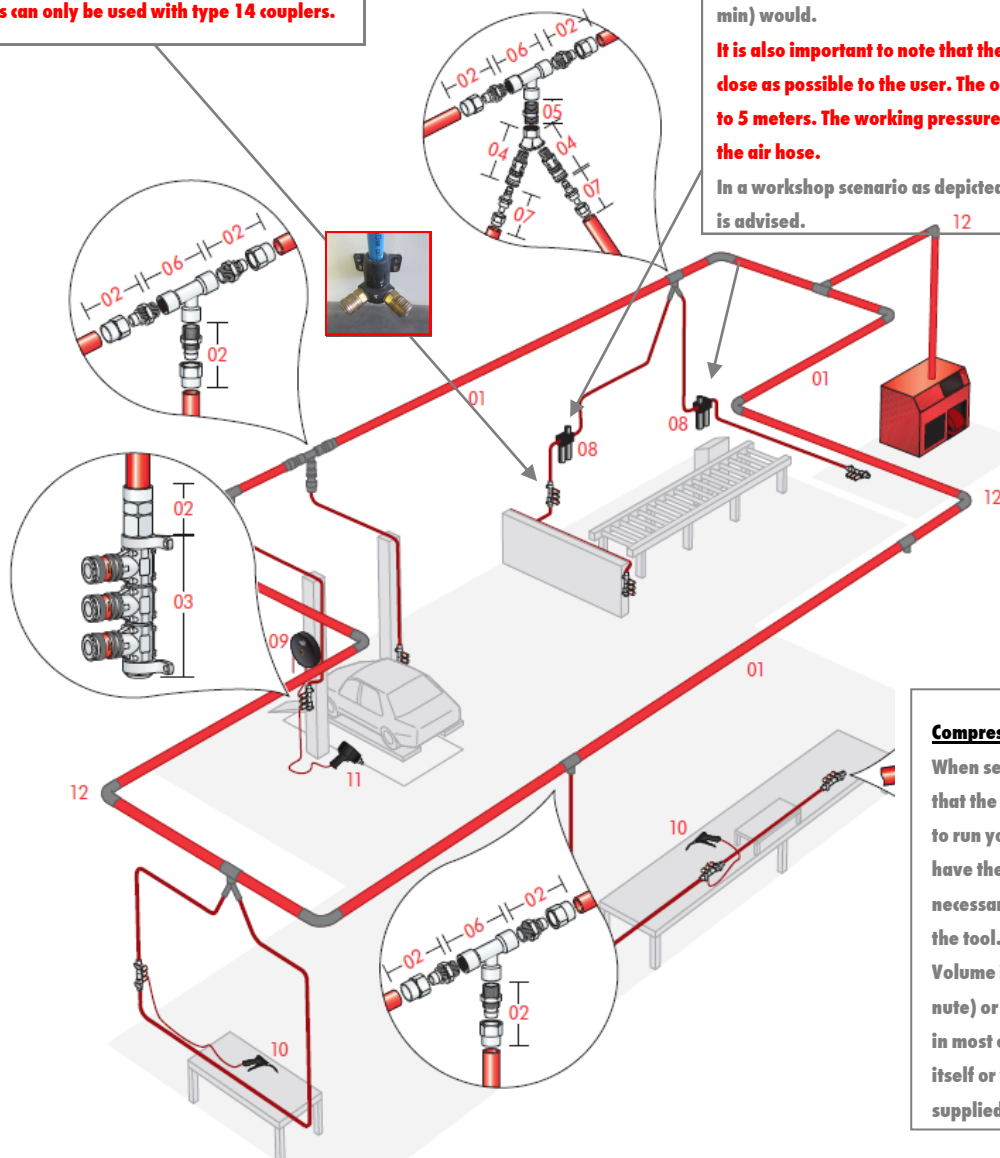 s can only be used with type 14 couplers.
min) would.
It is also important to note that the
close as possible to the user. The o
to 5 meters. The working pressure
the air hose.
In a workshop scenario as depicted
is advised.
12
02
06
02
05
04
04
07
07
02
06
02
02
01
01
08
08
12
02
03
09
11
01
12
10
10
02
06
02
02
Compres
When se
that the
to run yo
have the
necessar
the tool.
Volume i
nute) or
in most c
itself or
supplied